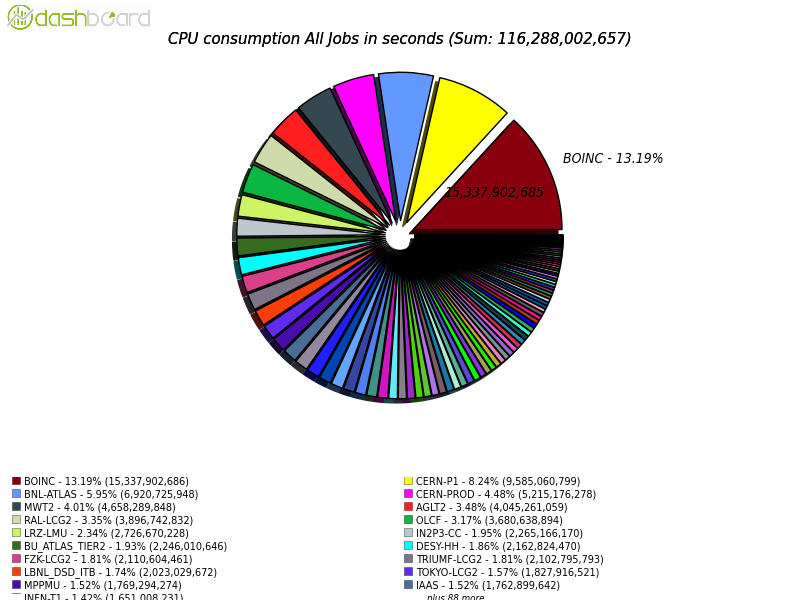 dashboard
CPU consumption All Jobs in seconds (Sum: 116,288,002,657)
BOINC - 13.19%
15,337,902,685
BOINC - 13.19% (15,337,902,686)
CERN-P1 - 8.24% (9,585,060,799)
BNL-ATLAS - 5.95% (6,920,725,948)
CERN-PROD - 4.48% (5,215,176,278)
MWT2 - 4.01% (4,658,289,848)
AGLT2 - 3.48% (4,045,261,059)
RAL-LCG2 - 3.35% (3,896,742,832)
OLCF - 3.17% (3,680,638,894)
LRZ-LMU - 2.34% (2,726,670,228)
IN2P3-CC - 1.95% (2,265,166,170)
BU_ATLAS_TIER2 - 1.93% (2,246,010,646)
DESY-HH - 1.86% (2,162,824,470)
FZK-LCG2 - 1.81% (2,110,604,461)
TRIUMF-LCG2 - 1.81% (2,102,795,793)
LBNL_DSD_ITB - 1.74% (2,023,029,672)
TOKYO-LCG2 - 1.57% (1,827,916,521)
MPPMU - 1.52% (1,769,294,274)
IAAS - 1.52% (1,762,899,642)
INFN-T1 - 1.42% (1,651,008,231)
plus 88 more